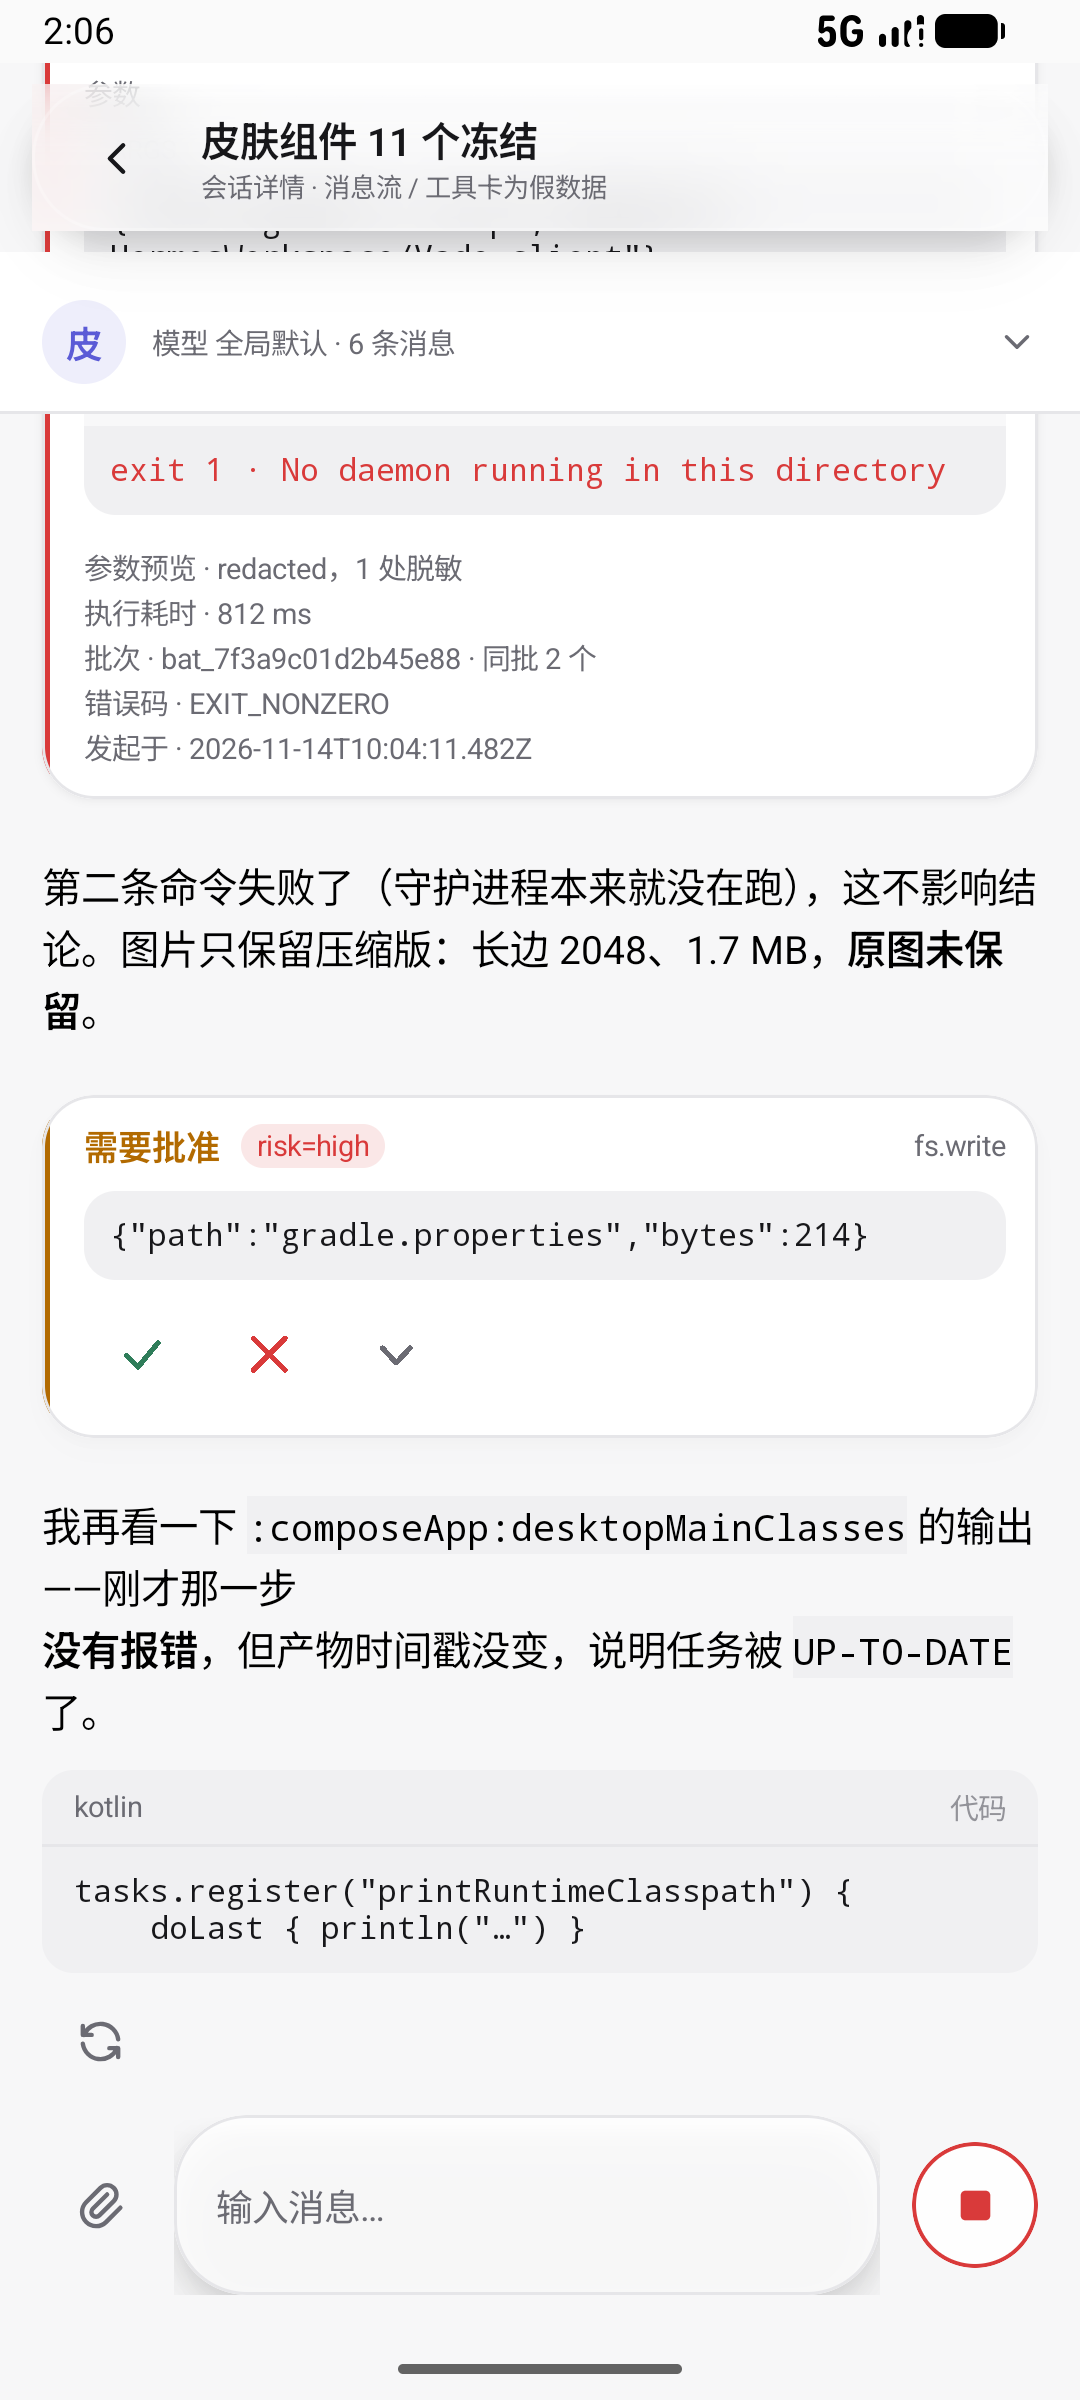 2:06
5G
参数
皮肤组件 11 个冻结
会话详情 · 消息流 / 工具卡为假数据
皮
模型 全局默认 · 6 条消息
exit 1 · No daemon running in this directory
参数预览 · redacted，1 处脱敏
执行耗时 · 812 ms
批次 · bat_7f3a9c01d2b45e88 · 同批 2 个
错误码 · EXIT_NONZERO
发起于 · 2026-11-14T10:04:11.482Z
第二条命令失败了（守护进程本来就没在跑），这不影响结
论。图片只保留压缩版：长边 2048、1.7 MB，原图未保
留。
需要批准
risk=high
fs.write
{"path":"gradle.properties","bytes":214}
我再看一下 :composeApp:desktopMainClasses 的输出
——刚才那一步
没有报错，但产物时间戳没变，说明任务被 UP-TO-DATE
了。
kotlin
代码
tasks.register("printRuntimeClasspath") {
    doLast { println("…") }
输入消息...